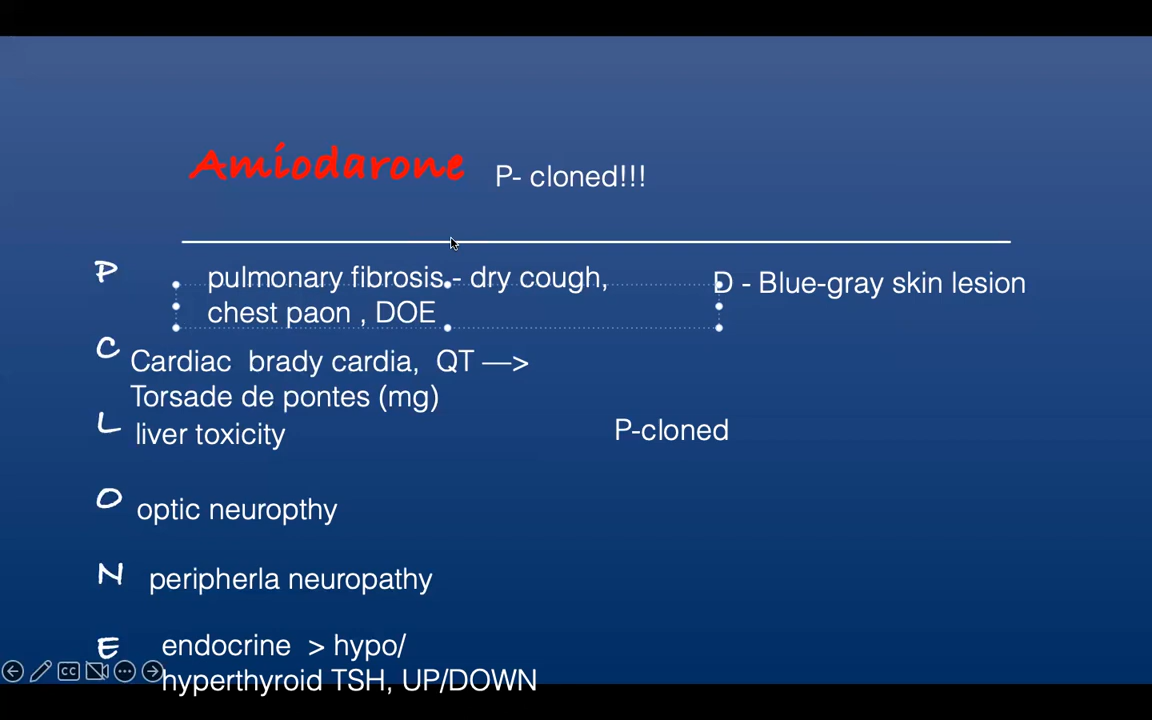 Amiodarone P- cloned!!!
P pulmonary fibrosis.- dry cough,
chest paon , DOE
D - Blue-gray skin lesion
C Cardiac brady cardia, QT —>
Torsade de pontes (mg)
L liver toxicity
P-cloned
O optic neuropthy
N peripherla neuropathy
E endocrine > hypo/
hyperthyroid TSH, UP/DOWN
CC